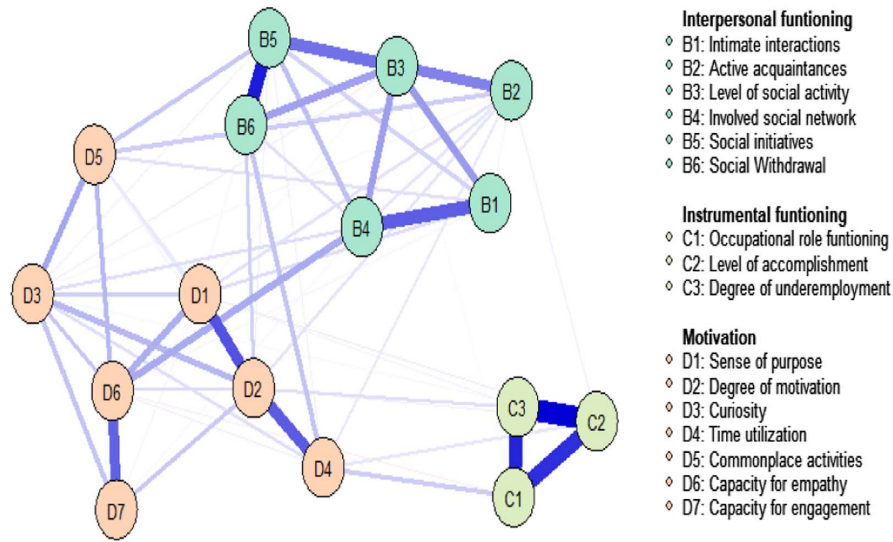 B5
B3
B2
B6
D5
B1
B4
D3
D1
D6
D2
C3
C2
D4
C1
D7
Interpersonal funtioning
B1: Intimate interactions
B2: Active acquaintances
B3: Level of social activity
B4: Involved social network
B5: Social initiatives
B6: Social Withdrawal
Instrumental funtioning
C1: Occupational role funtioning
C2: Level of accomplishment
C3: Degree of underemployment
Motivation
D1: Sense of purpose
D2: Degree of motivation
D3: Curiosity
D4: Time utilization
D5: Commonplace activities
D6: Capacity for empathy
D7: Capacity for engagement